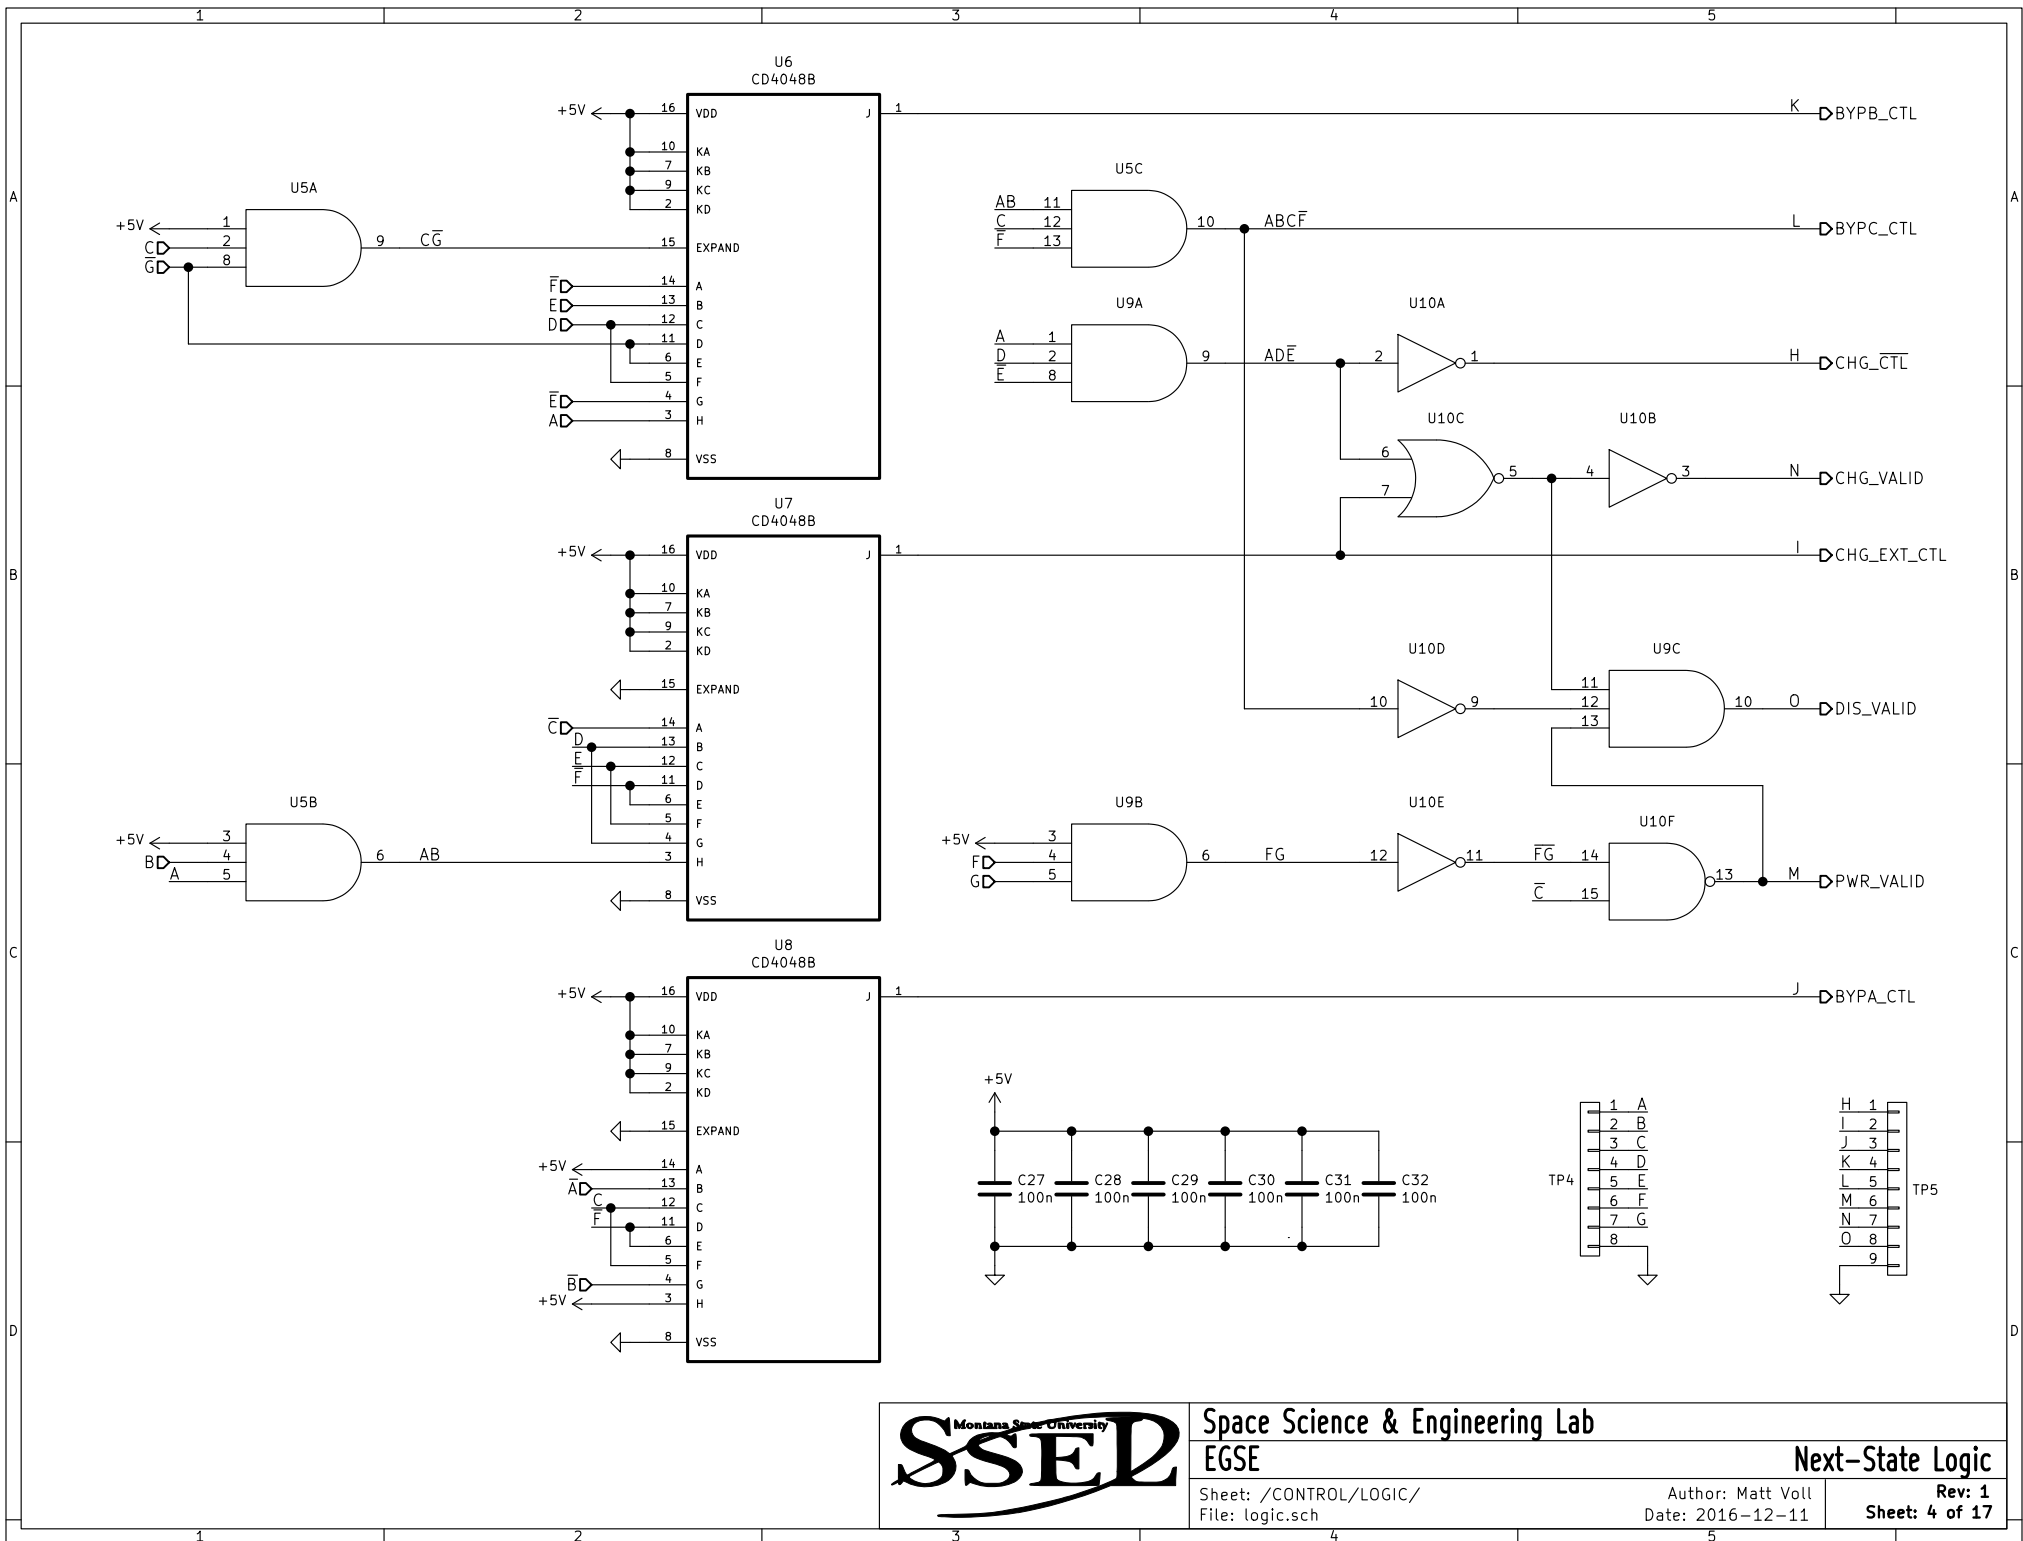 1 2 3 4 5
A
B
C
D
A
B
C
D
U5A
+5V 1
C 2
G̅ 8
9 CG̅
U6
CD4048B
+5V 16 VDD
10 KA
7 KB
9 KC
2 KD
15 EXPAND
F̅ 14 A
E 13 B
D 12 C
11 D
6 E
5 F
E̅ 4 G
A 3 H
8 VSS
J 1
K BYPB_CTL
U5C
AB 11
C 12
F̅ 13
10 ABCF̅
L BYPC_CTL
U9A
A 1
D 2
E̅ 8
9 ADE̅
U10A
2 1
H CHG_C̅T̅L̅
U10C
6
7
5
U10B
4 3
N CHG_VALID
U7
CD4048B
+5V 16 VDD
10 KA
7 KB
9 KC
2 KD
15 EXPAND
C̅ 14 A
D 13 B
E 12 C
F̅ 11 D
6 E
5 F
4 G
3 H
8 VSS
J 1
I CHG_EXT_CTL
U5B
+5V 3
B 4
A 5
6 AB
U10D
10 9
U9C
11
12
13
10 O DIS_VALID
U9B
+5V 3
F 4
G 5
6 FG
U10E
12 11
F̅G̅ 14
C̅ 15
U10F
13 M PWR_VALID
U8
CD4048B
+5V 16 VDD
10 KA
7 KB
9 KC
2 KD
15 EXPAND
+5V 14 A
A̅ 13 B
C 12 C
F̅ 11 D
6 E
5 F
B̅ 4 G
+5V 3 H
8 VSS
J 1
J BYPA_CTL
+5V
C27 C28 C29 C30 C31 C32
100n 100n 100n 100n 100n 100n
TP4
1 A
2 B
3 C
4 D
5 E
6 F
7 G
8
TP5
H 1
I 2
J 3
K 4
L 5
M 6
N 7
O 8
9
Montana State University
SSEL
Space Science & Engineering Lab
EGSE Next-State Logic
Sheet: /CONTROL/LOGIC/ Author: Matt Voll Rev: 1
File: logic.sch Date: 2016-12-11 Sheet: 4 of 17
1 2 3 4 5